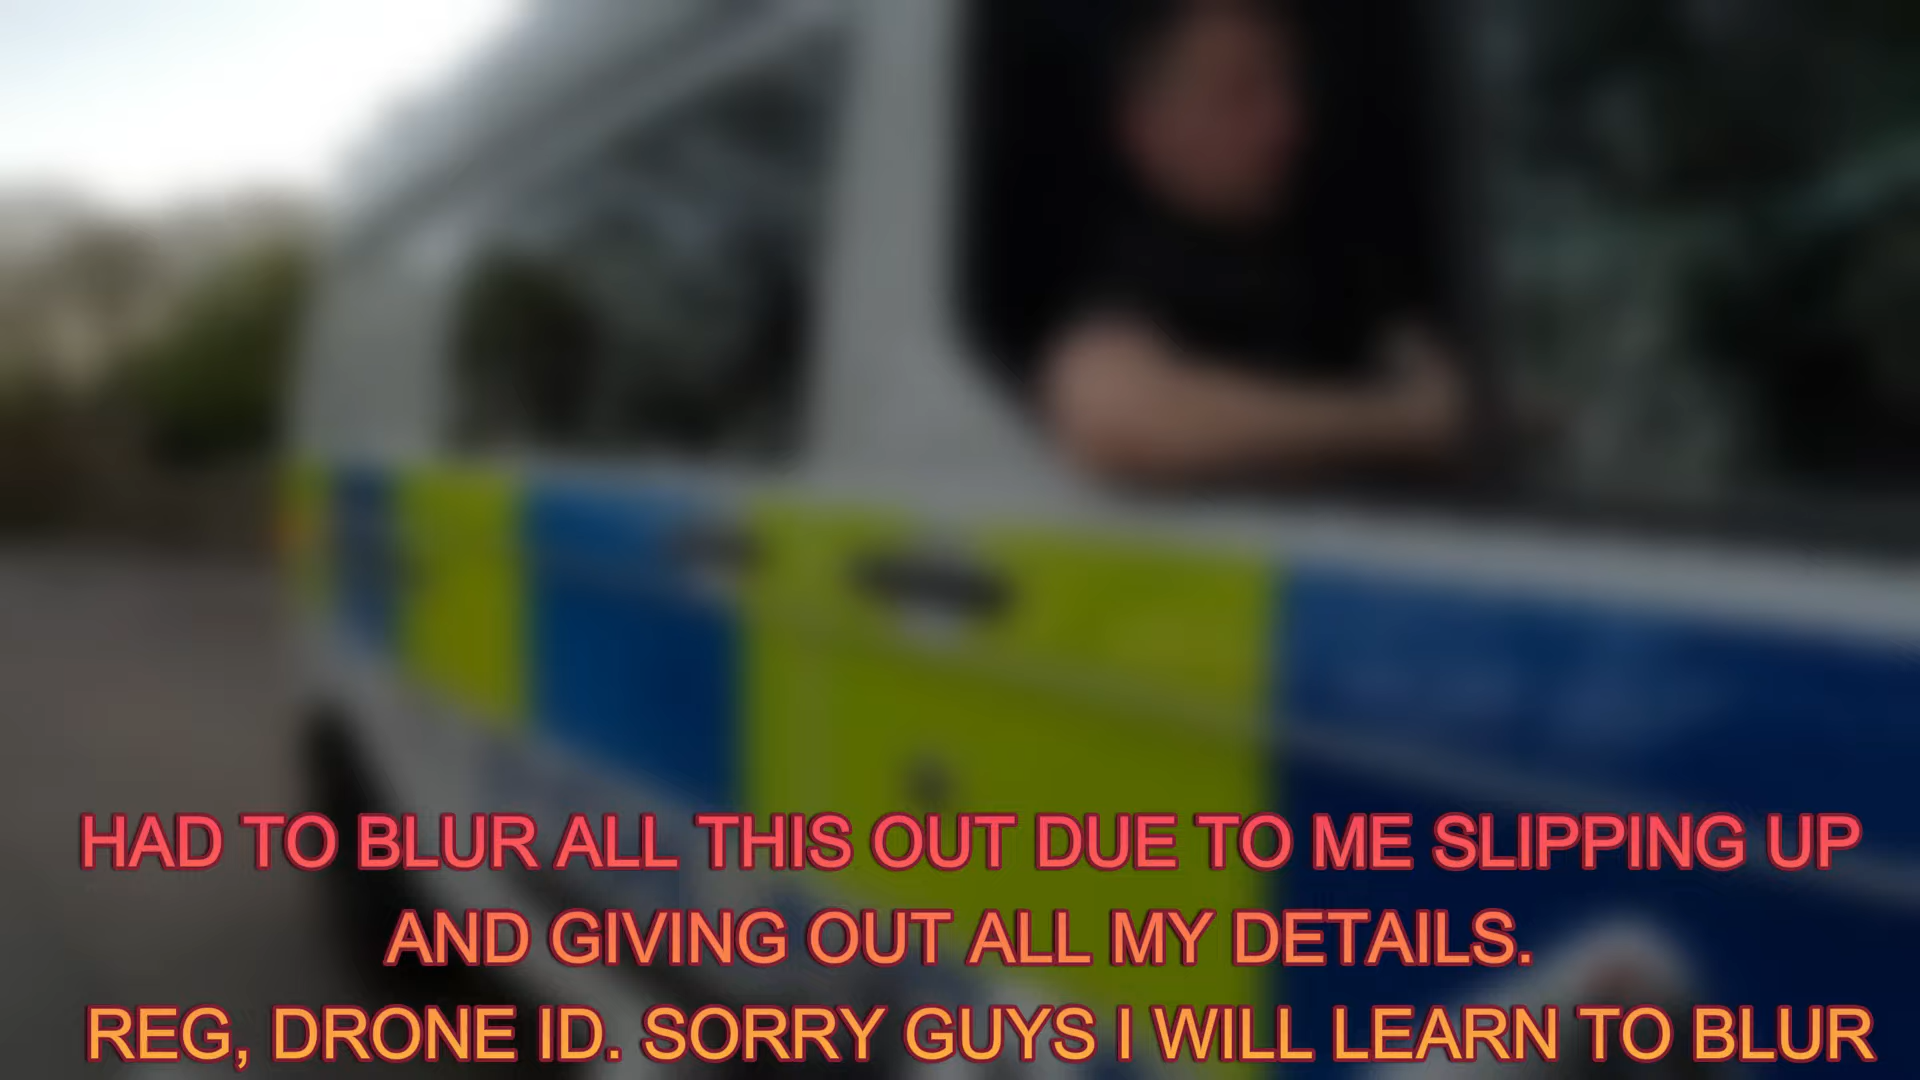 HAD TO BLUR ALL THIS OUT DUE TO ME SLIPPING UP
AND GIVING OUT ALL MY DETAILS.
REG, DRONE ID. SORRY GUYS I WILL LEARN TO BLUR